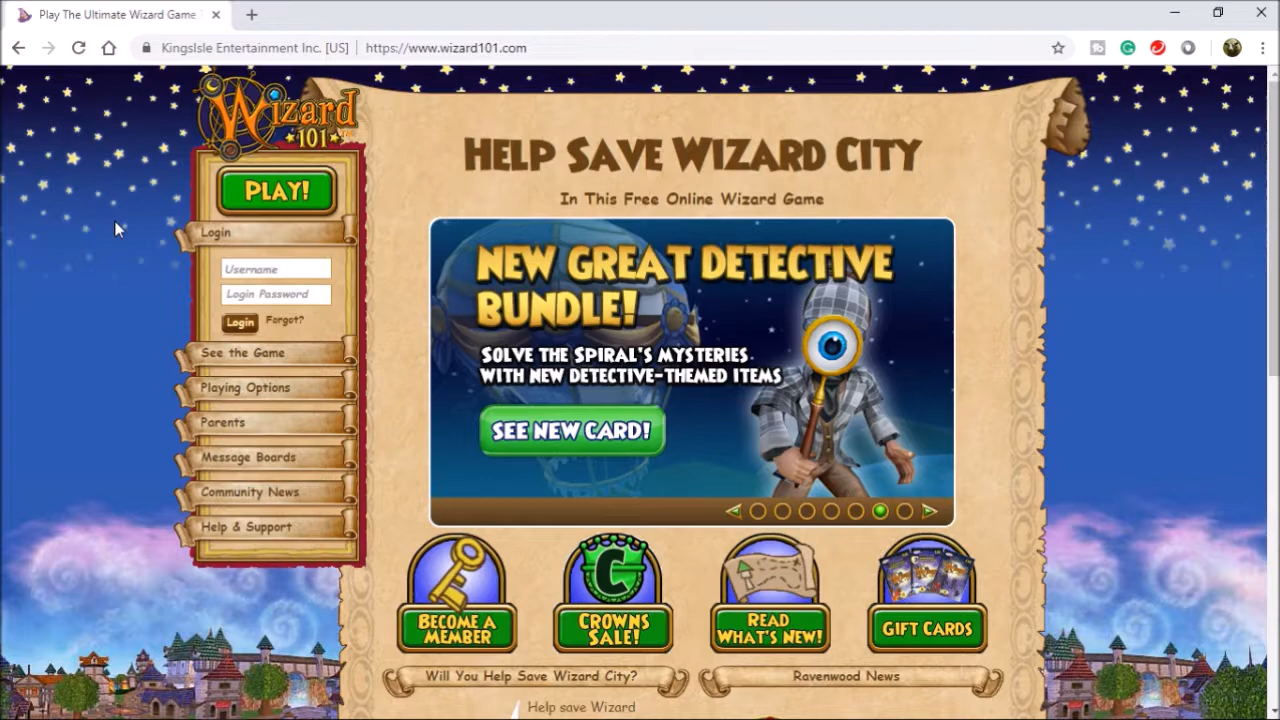 Play The Ultimate Wizard Game
KingsIsle Entertainment Inc. [US] | https://www.wizard101.com
Wizard
101
PLAY!
Login
Username
Login Password
Login Forgot?
See the Game
Playing Options
Parents
Message Boards
Community News
Help & Support
HELP SAVE WIZARD CITY
In This Free Online Wizard Game
NEW GREAT DETECTIVE
BUNDLE!
SOLVE THE SPIRAL'S MYSTERIES
WITH NEW DETECTIVE-THEMED ITEMS
SEE NEW CARD!
BECOME A
MEMBER
C
CROWNS
SALE!
READ
WHAT'S NEW!
GIFT CARDS
Will You Help Save Wizard City?
Ravenwood News
Help save Wizard